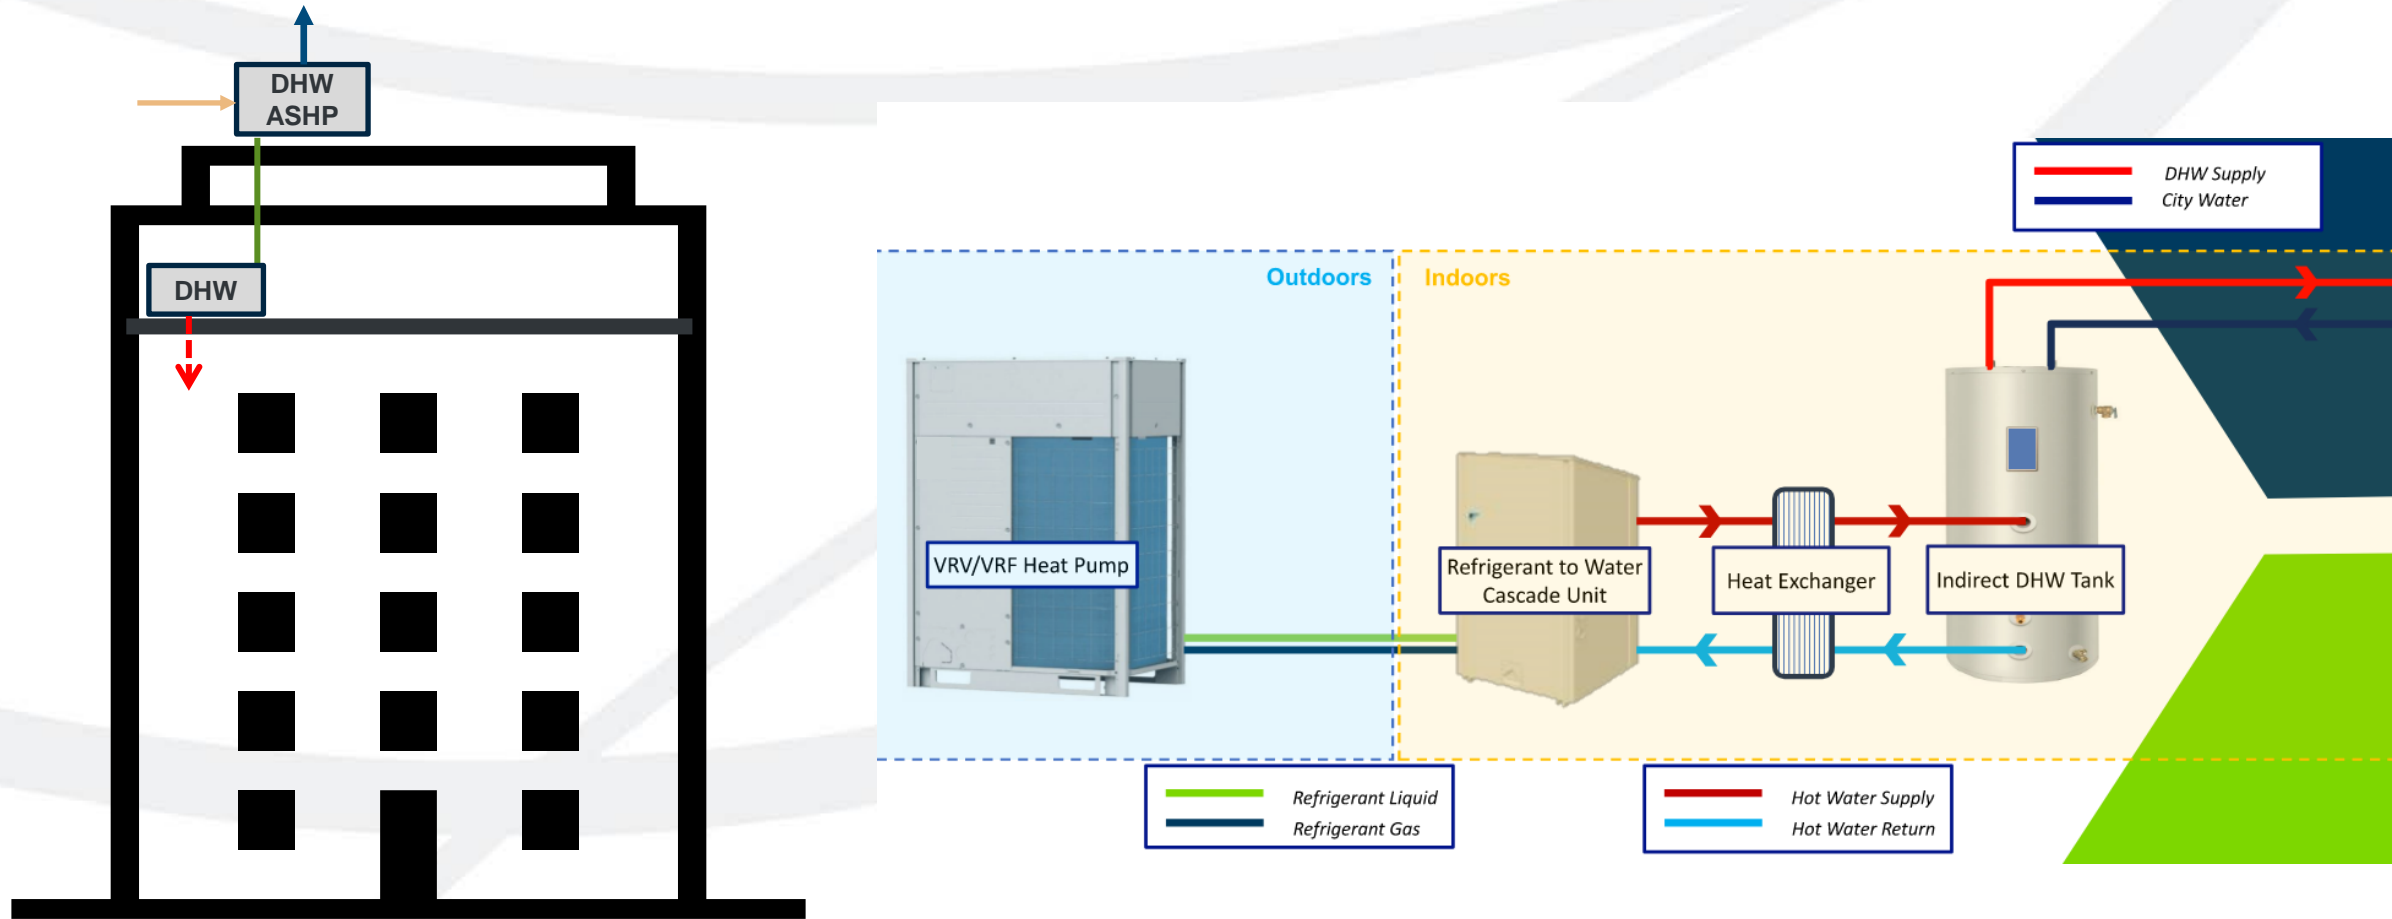 DHW
ASHP
DHW
DHW Supply
City Water
Outdoors
Indoors
VRV/VRF Heat Pump
Refrigerant to Water
Cascade Unit
Heat Exchanger
Indirect DHW Tank
Refrigerant Liquid
Refrigerant Gas
Hot Water Supply
Hot Water Return